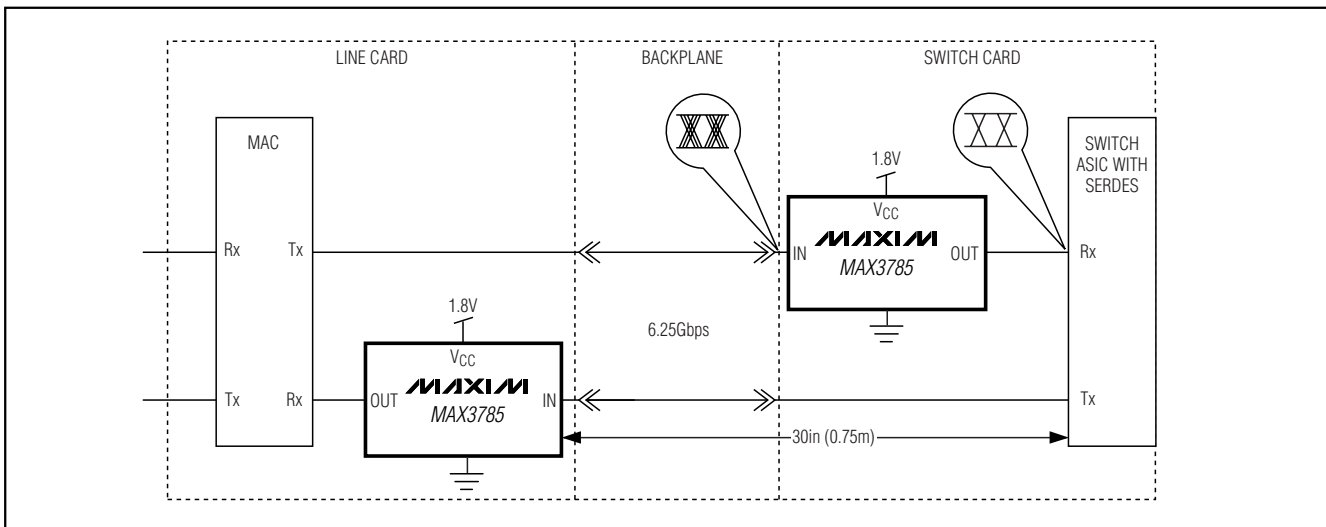 LINE CARD
BACKPLANE
SWITCH CARD
MAC
SWITCH
ASIC WITH
SERDES
1.8V
VCC
MAXIM
MAX3785
IN
OUT
Rx
Tx
Rx
6.25Gbps
1.8V
VCC
MAXIM
MAX3785
OUT
IN
Tx
Rx
Tx
30in (0.75m)